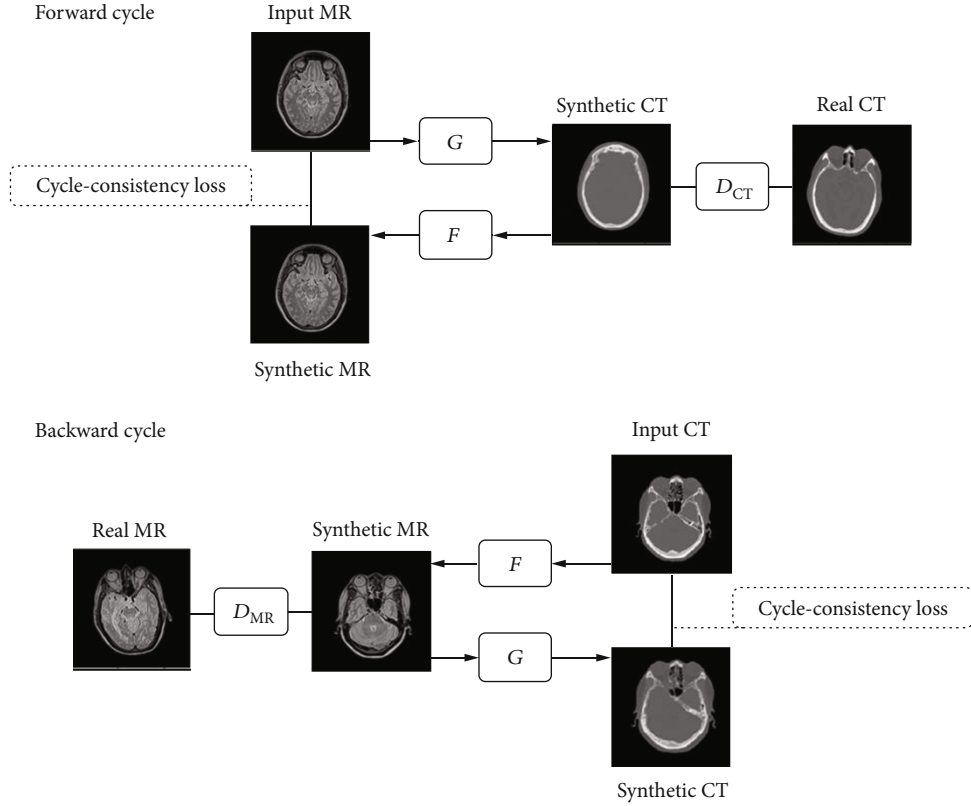 Forward cycle
Input MR
Synthetic CT
Real CT
G
D_CT
Cycle-consistency loss
F
Synthetic MR
Backward cycle
Input CT
Real MR
Synthetic MR
F
D_MR
Cycle-consistency loss
G
Synthetic CT